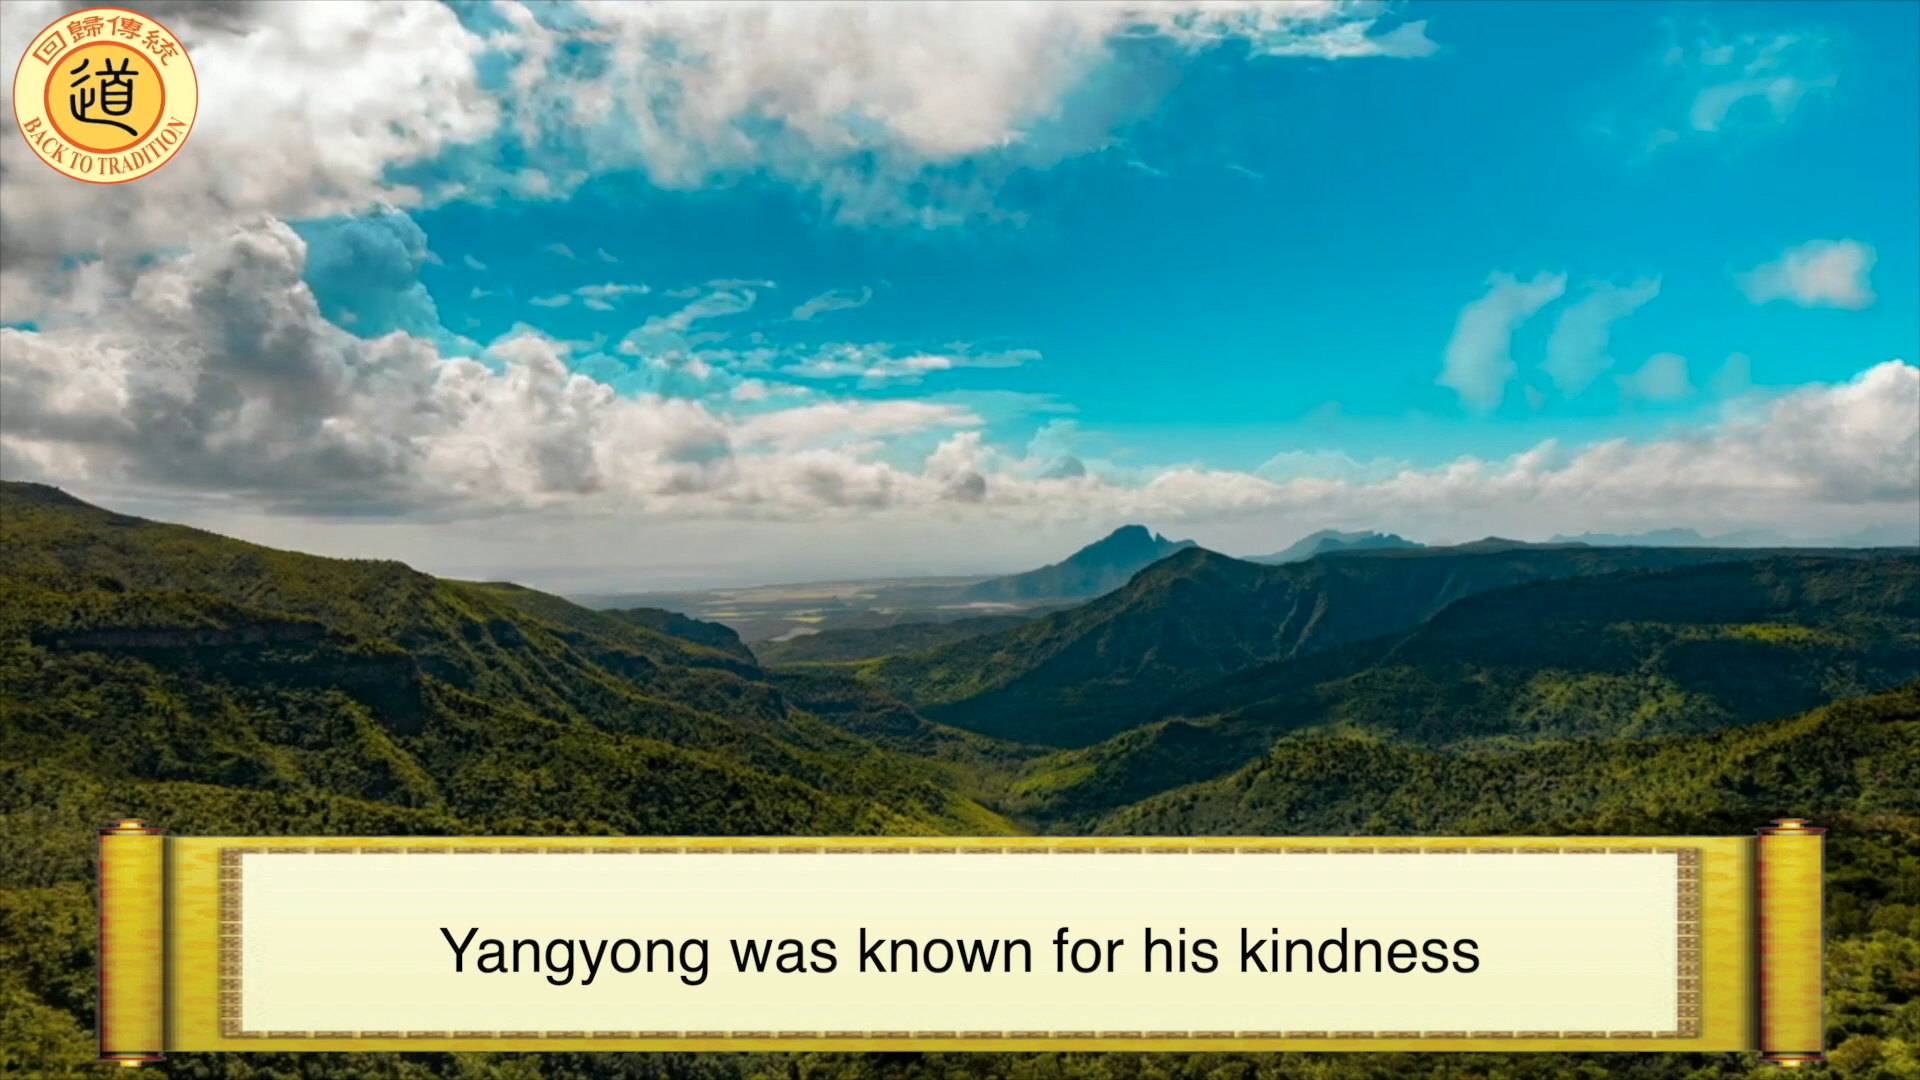 回歸傳統
道
BACK TO TRADITION
Yangyong was known for his kindness